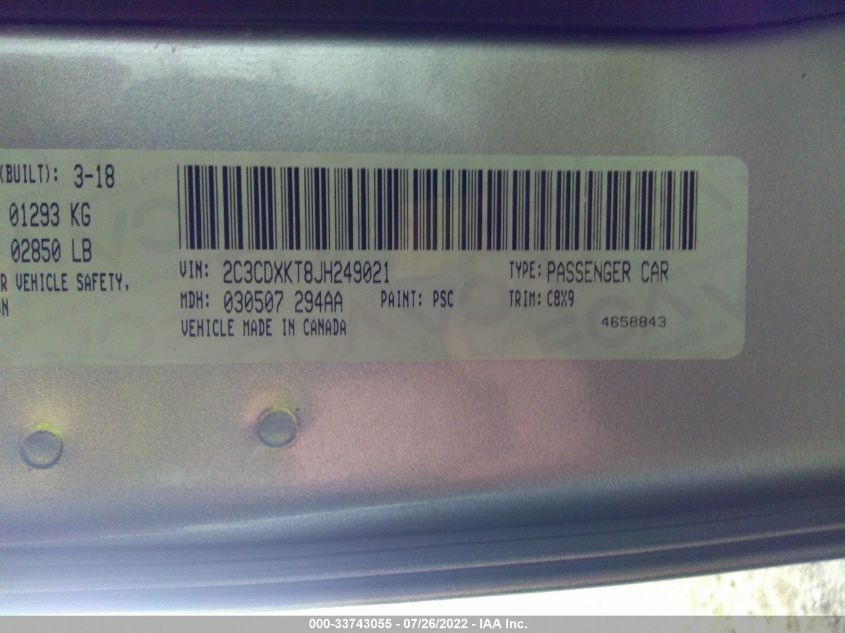 (BUILT): 3-18
01293 KG
02850 LB
R VEHICLE SAFETY,
ON
VIN: 2C3CDXKT8JH249021 TYPE: PASSENGER CAR
MDH: 030507 294AA PAINT: PSC TRIM: C8X9
VEHICLE MADE IN CANADA 4658843
000-33743055 - 07/26/2022 - IAA Inc.